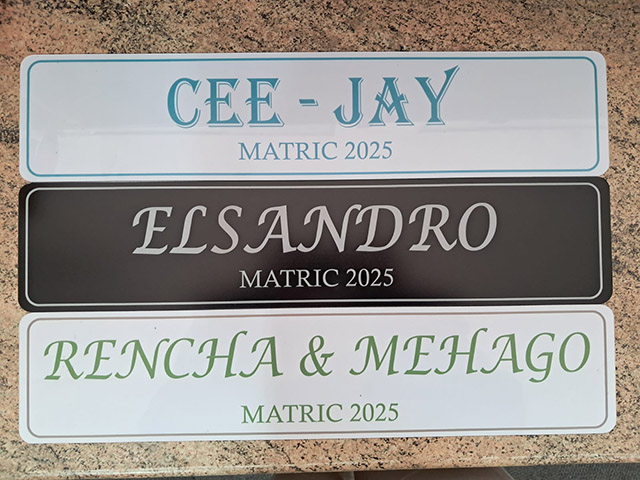 CEE - JAY
MATRIC 2025
ELSANDRO
MATRIC 2025
RENCHA & MEHAGO
MATRIC 2025